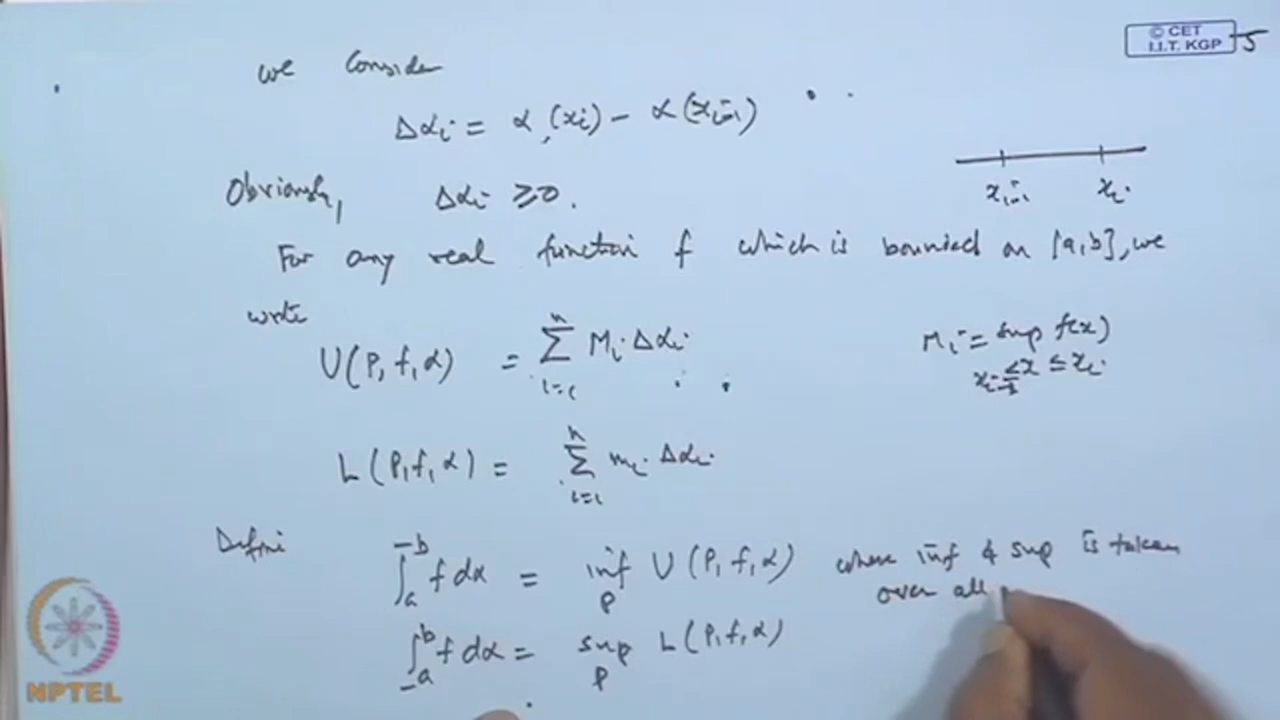 © CET
I.I.T. KGP
5
we Consider
Δαi = α(xi) - α(xi-1)
Obviously, Δαi ≥ 0.
xi-1 xi
For any real function f which is bounded on [a,b], we
write
U(P,f,α) = ∑_{i=1}^{n} Mi Δαi
Mi = sup f(x)
xi-1 ≤ x ≤ xi
L(P,f,α) = ∑_{i=1}^{n} mi Δαi
Define ∫_a^{-b} f dα = inf_P U(P,f,α) where inf & sup is taken
over all
∫_{-a}^b f dα = sup_P L(P,f,α)
NPTEL